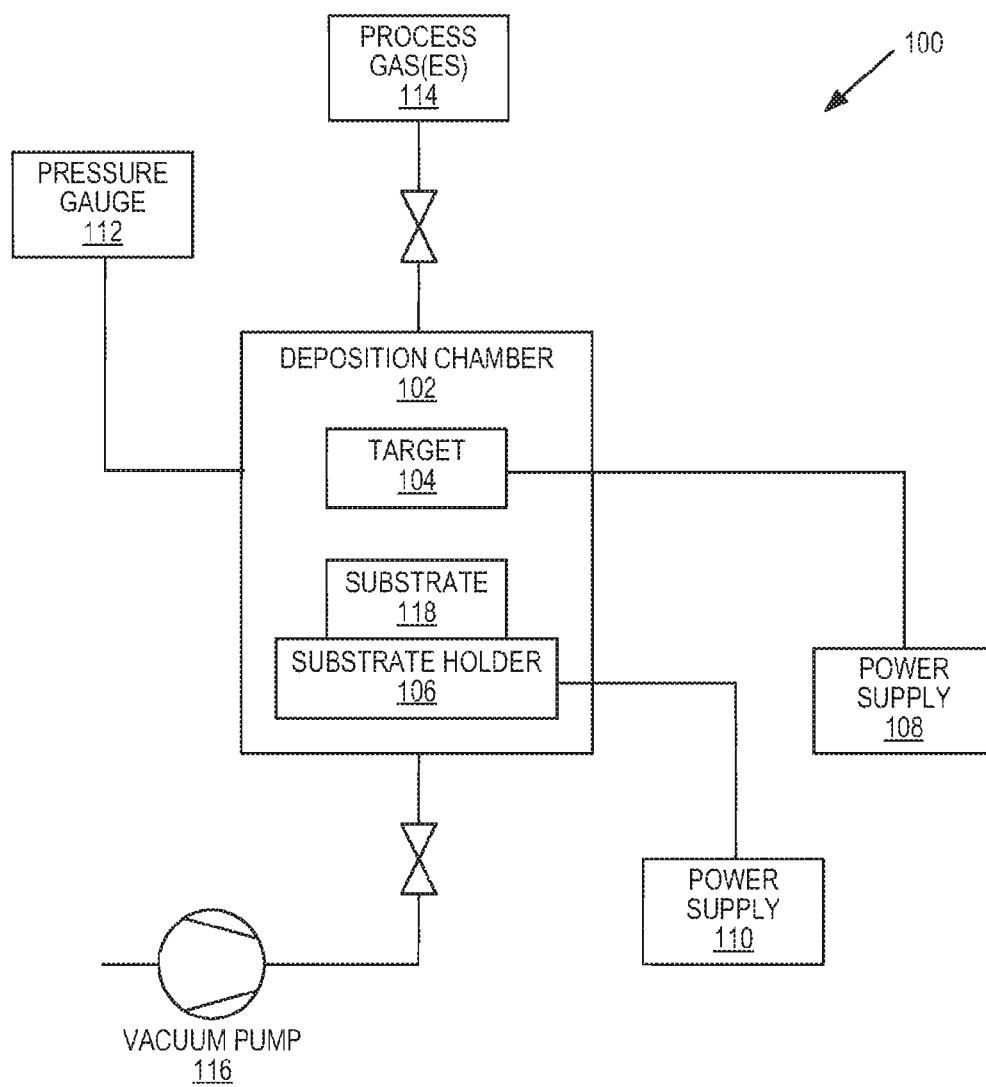 PROCESS
GAS(ES)
114
100
PRESSURE
GAUGE
112
DEPOSITION CHAMBER
102
TARGET
104
SUBSTRATE
118
SUBSTRATE HOLDER
106
POWER
SUPPLY
108
POWER
SUPPLY
110
VACUUM PUMP
116